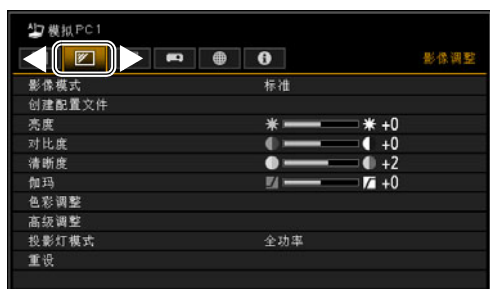 模拟PC1
影像调整
影像模式 标准
创建配置文件
亮度 +0
对比度 +0
清晰度 +2
伽玛 +0
色彩调整
高级调整
投影灯模式 全功率
重设